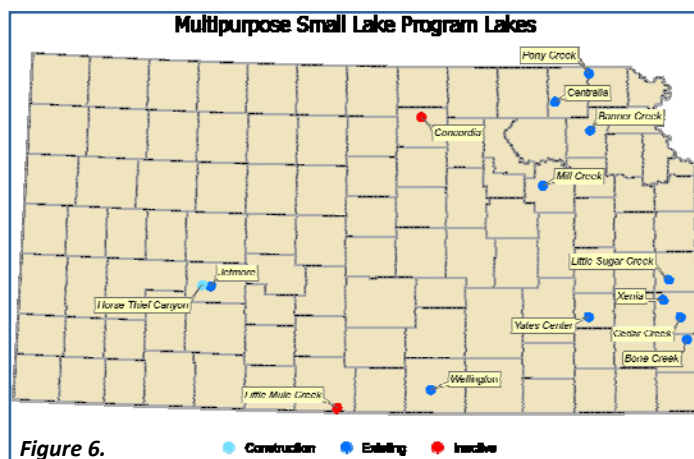 Multipurpose Small Lake Program Lakes
Pony Creek
Centralia
Banner Creek
Concordia
Mill Creek
Little Sugar Creek
Jetmore
Xenia
Horse Thief Canyon
Yates Center
Cedar Creek
Bone Creek
Wellington
Little Mule Creek
Figure 6.
Construction Existing Inactive